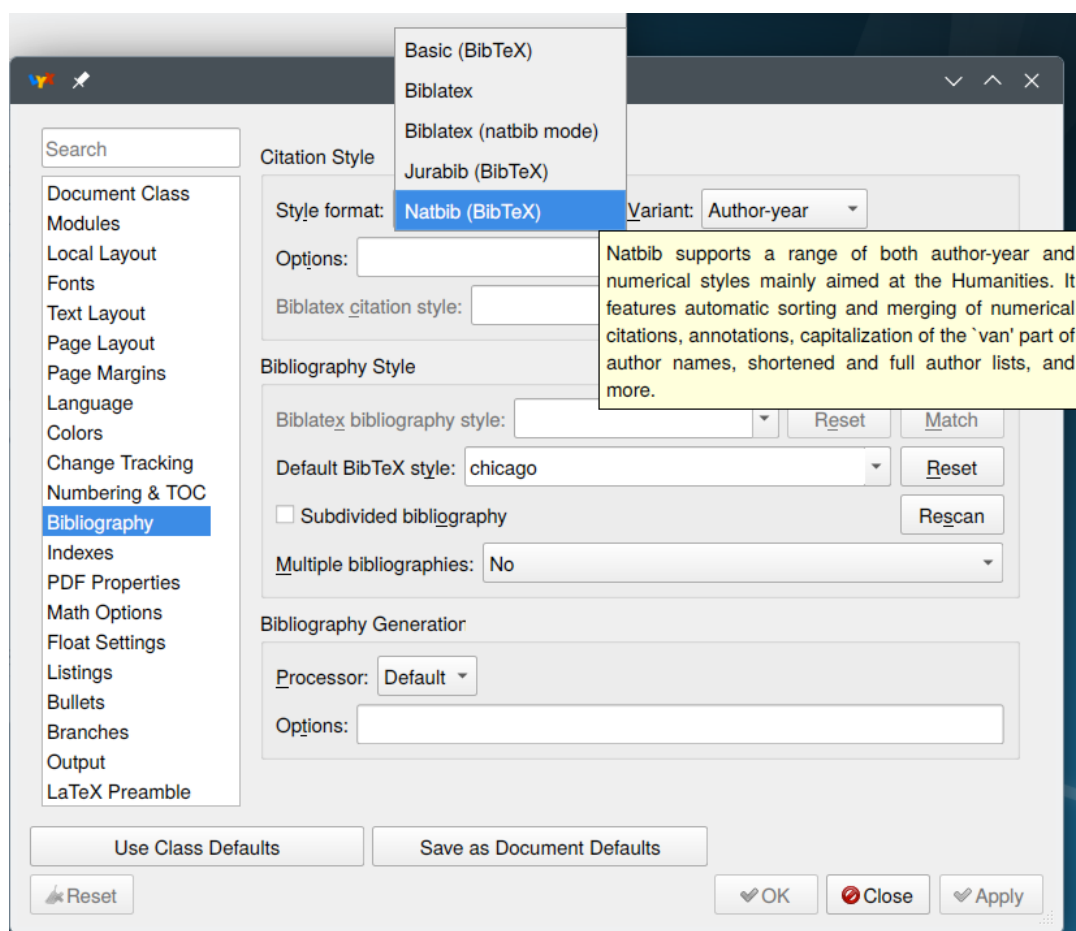 Basic (BibTeX)
Biblatex
Biblatex (natbib mode)
Jurabib (BibTeX)
Natbib (BibTeX)
LyX
Search
Document Class
Modules
Local Layout
Fonts
Text Layout
Page Layout
Page Margins
Language
Colors
Change Tracking
Numbering & TOC
Bibliography
Indexes
PDF Properties
Math Options
Float Settings
Listings
Bullets
Branches
Output
LaTeX Preamble
Citation Style
Style format:
Variant: Author-year
Options:
Biblatex citation style:
Natbib supports a range of both author-year and
numerical styles mainly aimed at the Humanities. It
features automatic sorting and merging of numerical
citations, annotations, capitalization of the `van' part of
author names, shortened and full author lists, and
more.
Bibliography Style
Biblatex bibliography style: Reset Match
Default BibTeX style: chicago Reset
Subdivided bibliography Rescan
Multiple bibliographies: No
Bibliography Generation
Processor: Default
Options:
Use Class Defaults Save as Document Defaults
Reset OK Close Apply